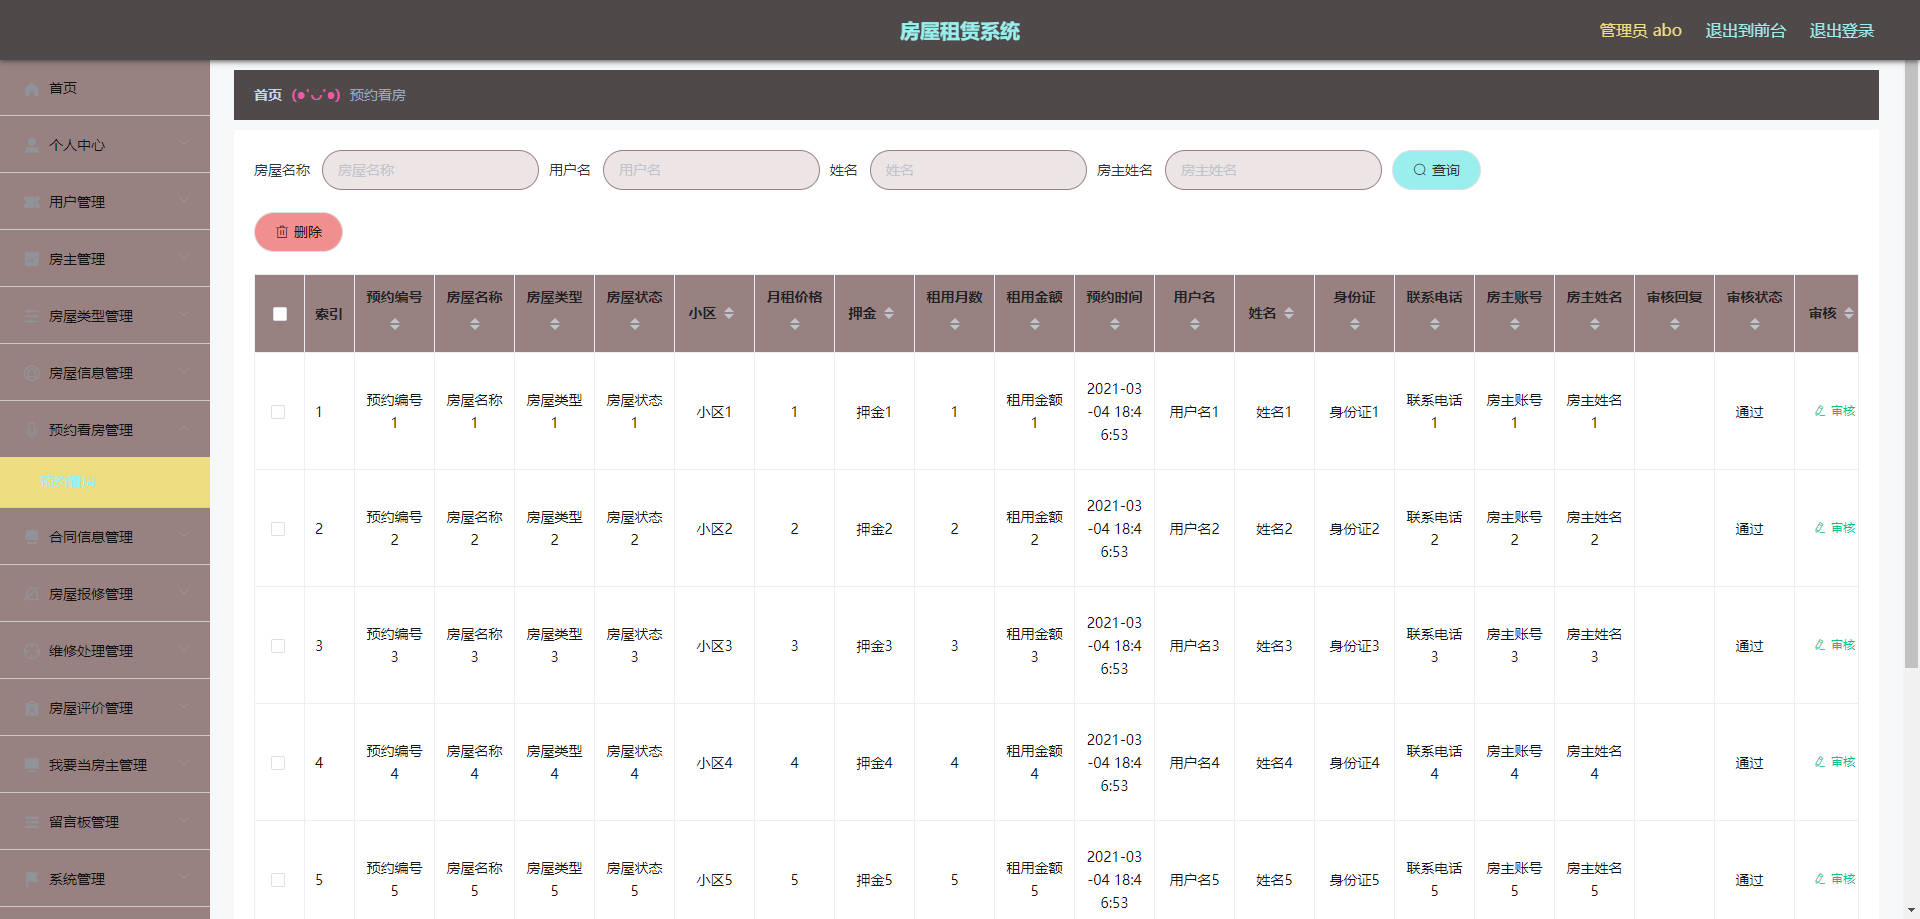 房屋租赁系统
管理员 abo 退出到前台 退出登录
首页
个人中心
用户管理
房主管理
房屋类型管理
房屋信息管理
预约看房管理
预约看房
合同信息管理
房屋报修管理
维修处理管理
房屋评价管理
我要当房主管理
留言板管理
系统管理
首页 (●'◡'●) 预约看房
房屋名称 房屋名称 用户名 用户名 姓名 姓名 房主姓名 房主姓名 查询
删除
索引 预约编号 房屋名称 房屋类型 房屋状态 小区 月租价格 押金 租用月数 租用金额 预约时间 用户名 姓名 身份证 联系电话 房主账号 房主姓名 审核回复 审核状态 审核
1 预约编号1 房屋名称1 房屋类型1 房屋状态1 小区1 1 押金1 1 租用金额1 2021-03-04 18:46:53 用户名1 姓名1 身份证1 联系电话1 房主账号1 房主姓名1 通过 审核
2 预约编号2 房屋名称2 房屋类型2 房屋状态2 小区2 2 押金2 2 租用金额2 2021-03-04 18:46:53 用户名2 姓名2 身份证2 联系电话2 房主账号2 房主姓名2 通过 审核
3 预约编号3 房屋名称3 房屋类型3 房屋状态3 小区3 3 押金3 3 租用金额3 2021-03-04 18:46:53 用户名3 姓名3 身份证3 联系电话3 房主账号3 房主姓名3 通过 审核
4 预约编号4 房屋名称4 房屋类型4 房屋状态4 小区4 4 押金4 4 租用金额4 2021-03-04 18:46:53 用户名4 姓名4 身份证4 联系电话4 房主账号4 房主姓名4 通过 审核
5 预约编号5 房屋名称5 房屋类型5 房屋状态5 小区5 5 押金5 5 租用金额5 2021-03-04 18:46:53 用户名5 姓名5 身份证5 联系电话5 房主账号5 房主姓名5 通过 审核